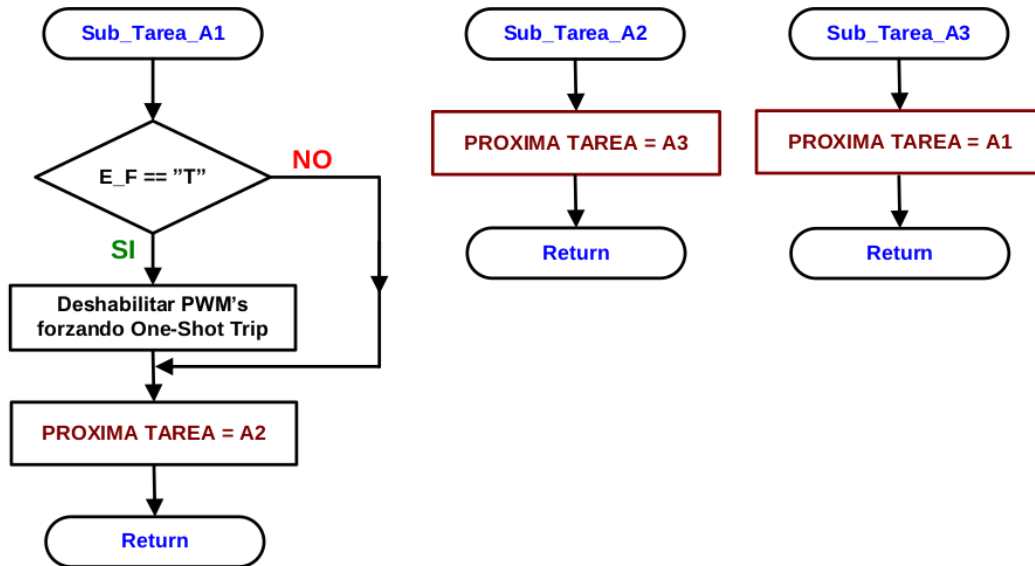 Sub_Tarea_A1
E_F == ”T”
NO
SI
Deshabilitar PWM’s
forzando One-Shot Trip
PROXIMA TAREA = A2
Return
Sub_Tarea_A2
PROXIMA TAREA = A3
Return
Sub_Tarea_A3
PROXIMA TAREA = A1
Return